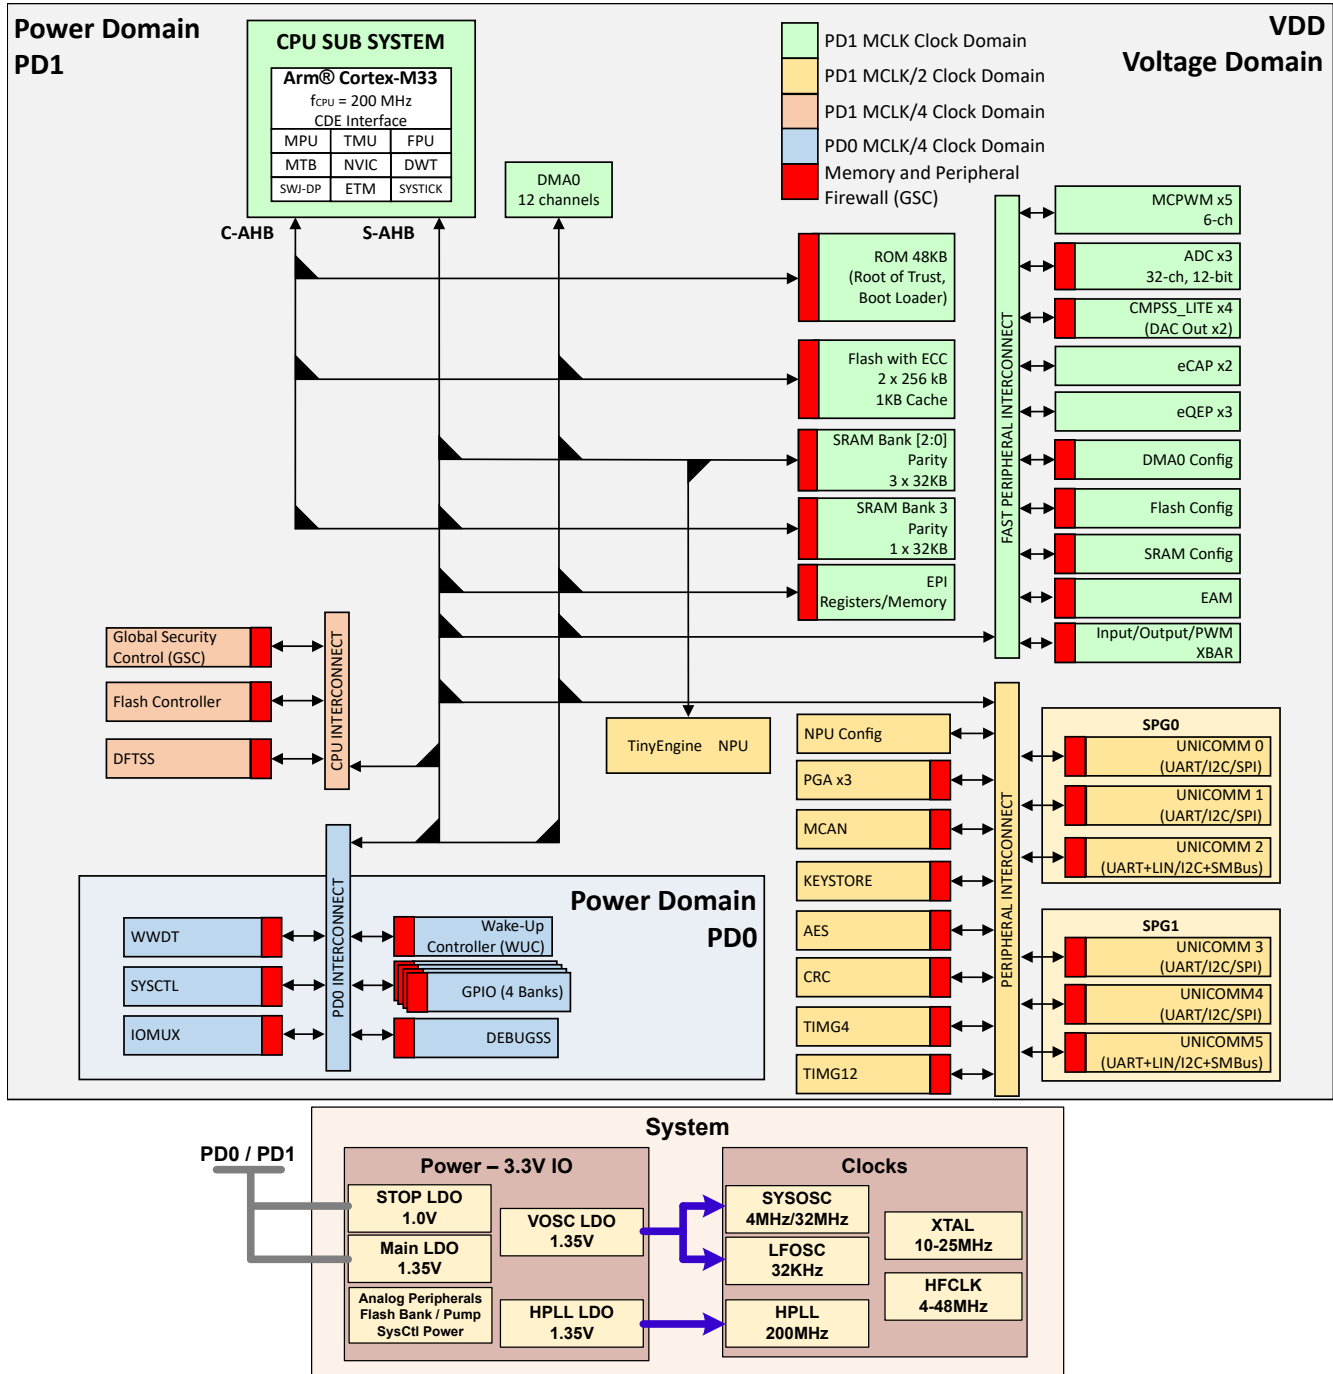 Power Domain
PD1
VDD
Voltage Domain
CPU SUB SYSTEM
Arm® Cortex-M33
fCPU = 200 MHz
CDE Interface
MPU TMU FPU
MTB NVIC DWT
SWJ-DP ETM SYSTICK
C-AHB S-AHB
DMA0
12 channels
PD1 MCLK Clock Domain
PD1 MCLK/2 Clock Domain
PD1 MCLK/4 Clock Domain
PD0 MCLK/4 Clock Domain
Memory and Peripheral
Firewall (GSC)
ROM 48KB
(Root of Trust,
Boot Loader)
Flash with ECC
2 x 256 kB
1KB Cache
SRAM Bank [2:0]
Parity
3 x 32KB
SRAM Bank 3
Parity
1 x 32KB
EPI
Registers/Memory
FAST PERIPHERAL INTERCONNECT
MCPWM x5
6-ch
ADC x3
32-ch, 12-bit
CMPSS_LITE x4
(DAC Out x2)
eCAP x2
eQEP x3
DMA0 Config
Flash Config
SRAM Config
EAM
Input/Output/PWM
XBAR
Global Security
Control (GSC)
Flash Controller
DFTSS
CPU INTERCONNECT
TinyEngine NPU
NPU Config
PGA x3
MCAN
KEYSTORE
AES
CRC
TIMG4
TIMG12
PERIPHERAL INTERCONNECT
SPG0
UNICOMM 0
(UART/I2C/SPI)
UNICOMM 1
(UART/I2C/SPI)
UNICOMM 2
(UART+LIN/I2C+SMBus)
SPG1
UNICOMM 3
(UART/I2C/SPI)
UNICOMM4
(UART/I2C/SPI)
UNICOMM5
(UART+LIN/I2C+SMBus)
Power Domain
PD0
WWDT
SYSCTL
IOMUX
PD0 INTERCONNECT
Wake-Up
Controller (WUC)
GPIO (4 Banks)
DEBUGSS
System
PD0 / PD1
Power – 3.3V IO
STOP LDO
1.0V
Main LDO
1.35V
Analog Peripherals
Flash Bank / Pump
SysCtl Power
VOSC LDO
1.35V
HPLL LDO
1.35V
Clocks
SYSOSC
4MHz/32MHz
LFOSC
32KHz
HPLL
200MHz
XTAL
10-25MHz
HFCLK
4-48MHz